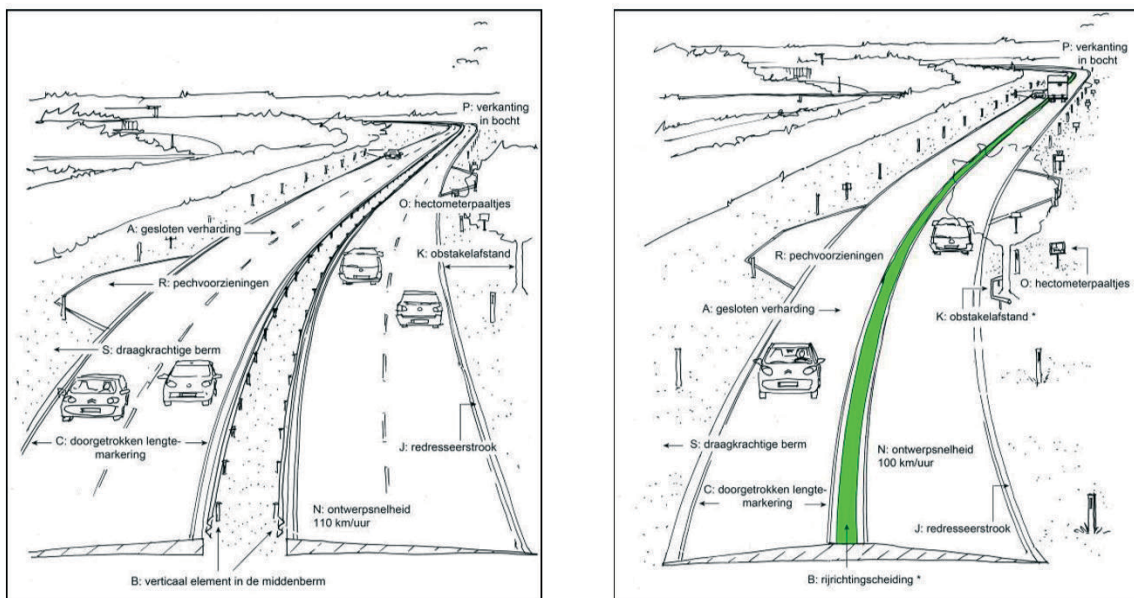 P: verkanting
in bocht
O: hectometerpaaltjes
A: gesloten verharding
K: obstakelafstand
R: pechvoorzieningen
S: draagkrachtige berm
C: doorgetrokken lengte-
markering
J: redresseerstrook
N: ontwerpsnelheid
110 km/uur
B: verticaal element in de middenberm
P: verkanting
in bocht
R: pechvoorzieningen
O: hectometerpaaltjes
A: gesloten verharding
K: obstakelafstand *
S: draagkrachtige berm
N: ontwerpsnelheid
100 km/uur
C: doorgetrokken lengte-
markering
J: redresseerstrook
B: rijrichtingscheiding *